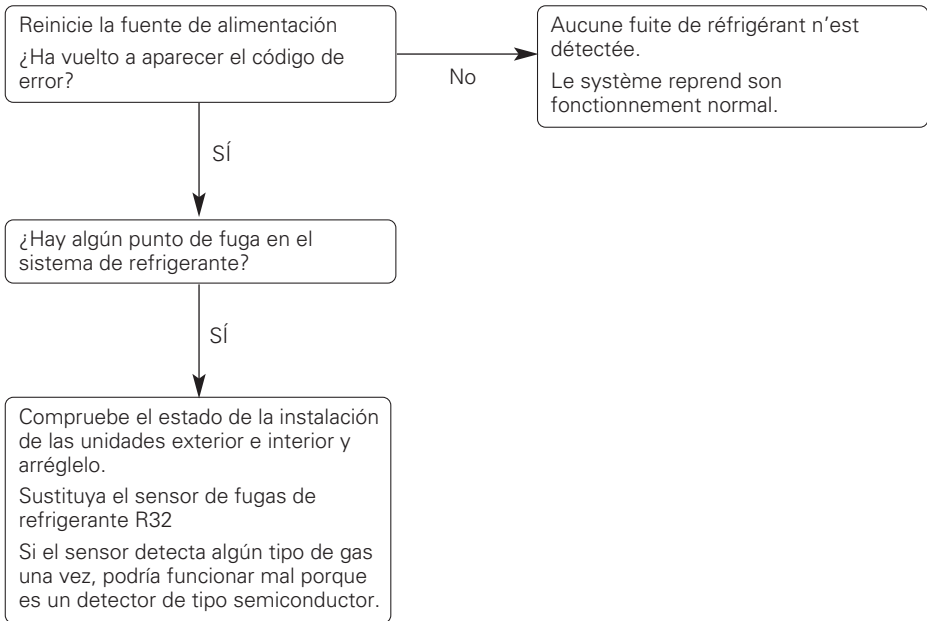 Reinicie la fuente de alimentación
¿Ha vuelto a aparecer el código de
error?
No
Aucune fuite de réfrigérant n'est
détectée.
Le système reprend son
fonctionnement normal.
SÍ
¿Hay algún punto de fuga en el
sistema de refrigerante?
SÍ
Compruebe el estado de la instalación
de las unidades exterior e interior y
arréglelo.
Sustituya el sensor de fugas de
refrigerante R32
Si el sensor detecta algún tipo de gas
una vez, podría funcionar mal porque
es un detector de tipo semiconductor.